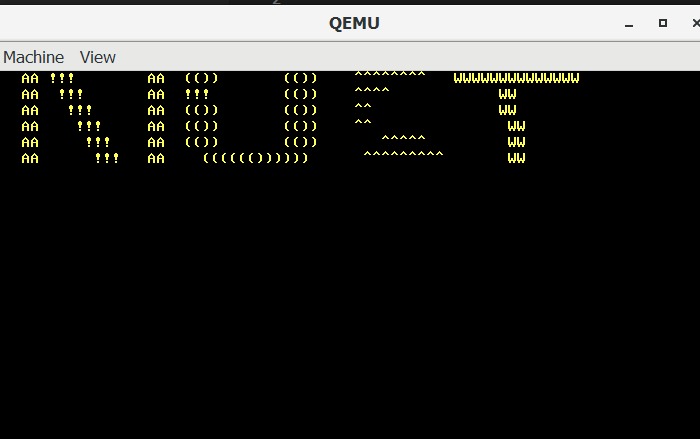 QEMU
Machine View
AA !!!        AA  (())       (())    ^^^^^^^^   WWWWWWWWWWWWWW
AA  !!!       AA  !!!        (())    ^^^^            WW
AA   !!!      AA  (())       (())    ^^              WW
AA    !!!     AA  (())       (())    ^^               WW
AA     !!!    AA  (())       (())       ^^^^^         WW
AA      !!!   AA    (((((())))))      ^^^^^^^^^       WW